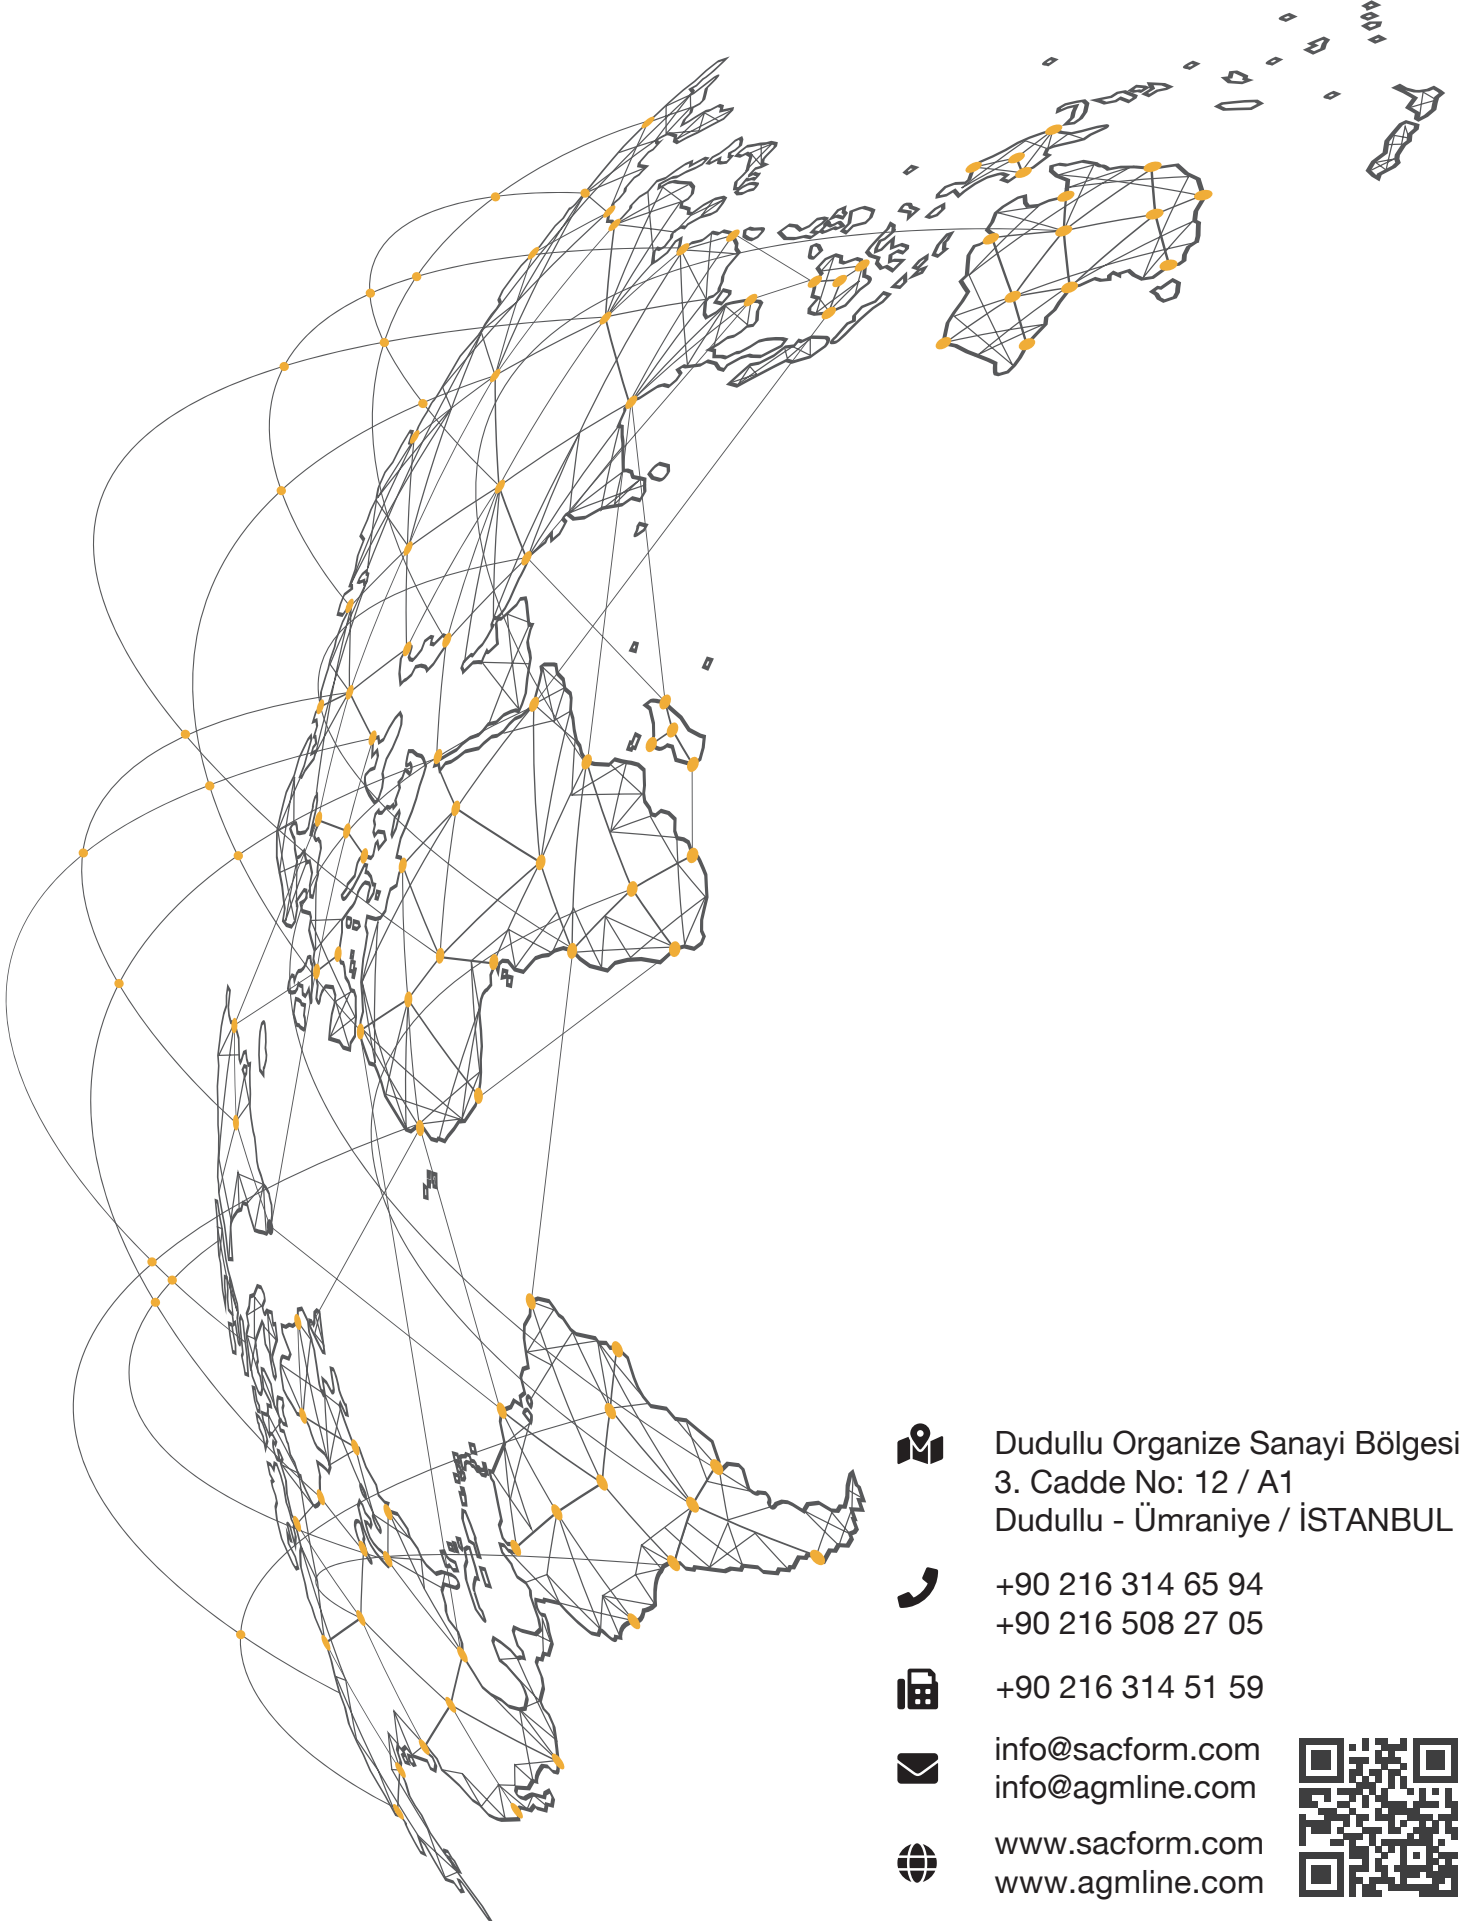 Dudullu Organize Sanayi Bölgesi
3. Cadde No: 12 / A1
Dudullu - Ümraniye / İSTANBUL
+90 216 314 65 94
+90 216 508 27 05
+90 216 314 51 59
info@sacform.com
info@agmline.com
www.sacform.com
www.agmline.com